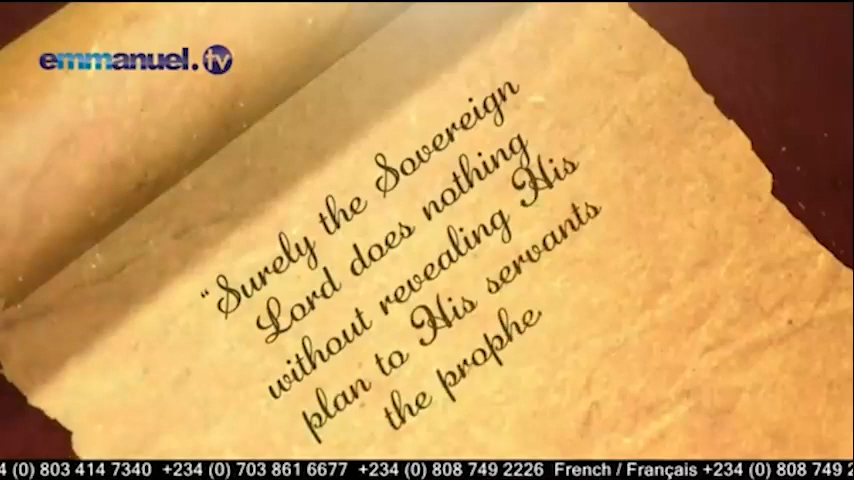 emmanuel.tv
“Surely the Sovereign
Lord does nothing
without revealing His
plan to His servants
the prophe
4 (0) 803 414 7340 +234 (0) 703 861 6677 +234 (0) 808 749 2226 French / Français +234 (0) 808 749 2